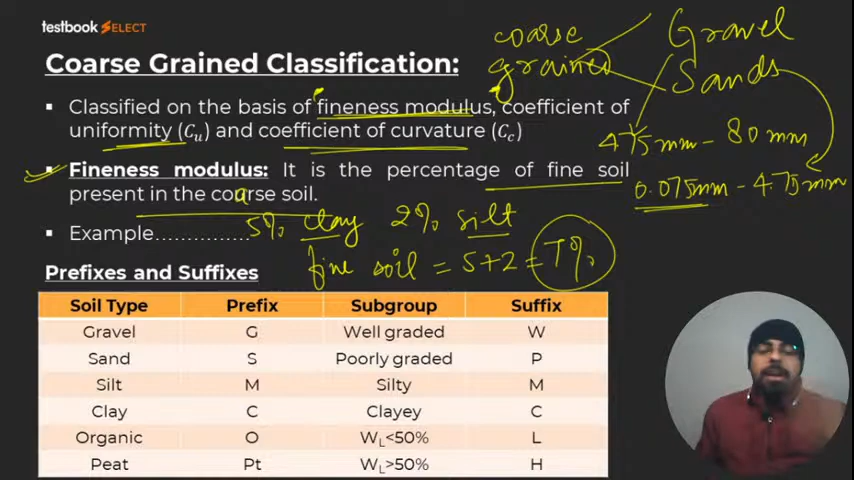 testbook SELECT
Coarse Grained Classification:
coarse grained
Gravel
Sands
4.75mm - 80mm
0.075mm - 4.75mm
▪ Classified on the basis of fineness modulus, coefficient of
uniformity (Cu) and coefficient of curvature (Cc)
▪ Fineness modulus: It is the percentage of fine soil
present in the coarse soil.
▪ Example...............
5% clay 2% silt
fine soil = 5+2 = 7%
Prefixes and Suffixes
Soil Type Prefix Subgroup Suffix
Gravel G Well graded W
Sand S Poorly graded P
Silt M Silty M
Clay C Clayey C
Organic O WL<50% L
Peat Pt WL>50% H